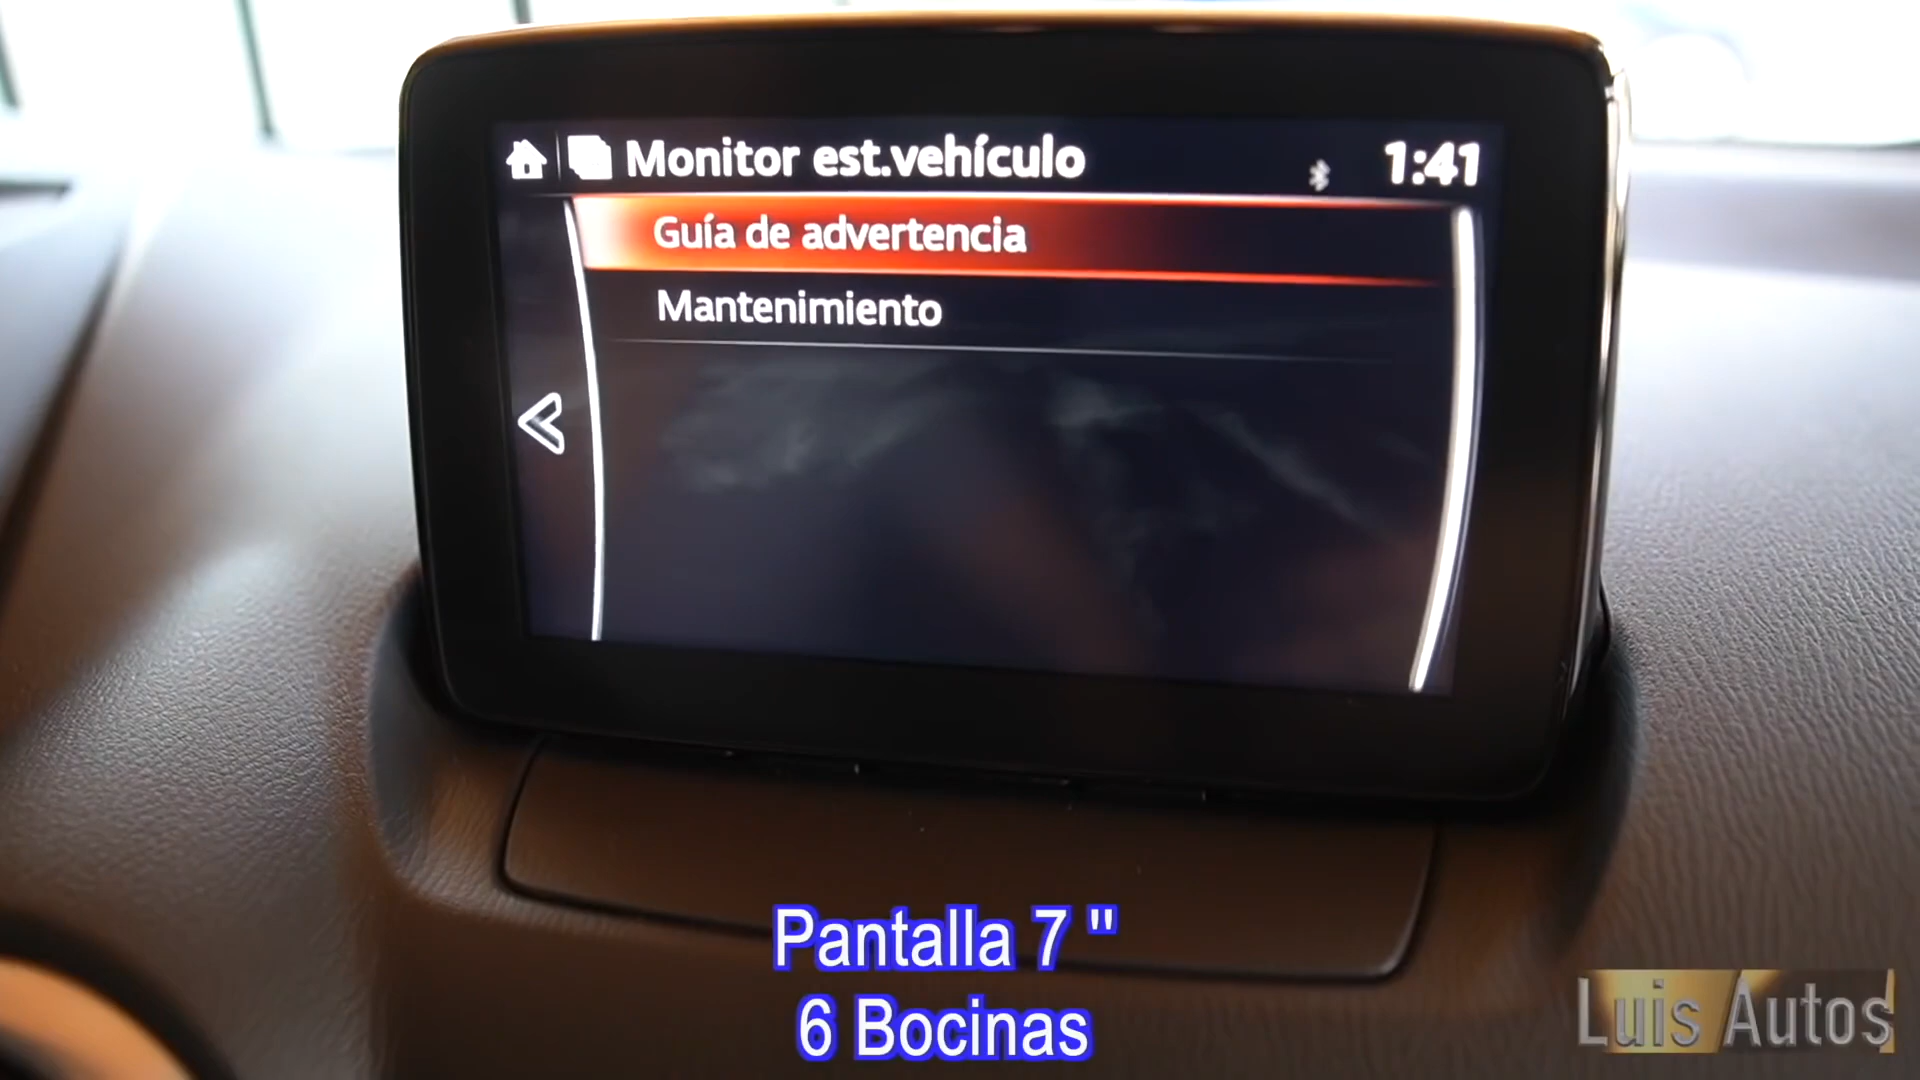 Monitor est.vehículo 1:41
Guía de advertencia
Mantenimiento
Pantalla 7 "
6 Bocinas
Luis Autos